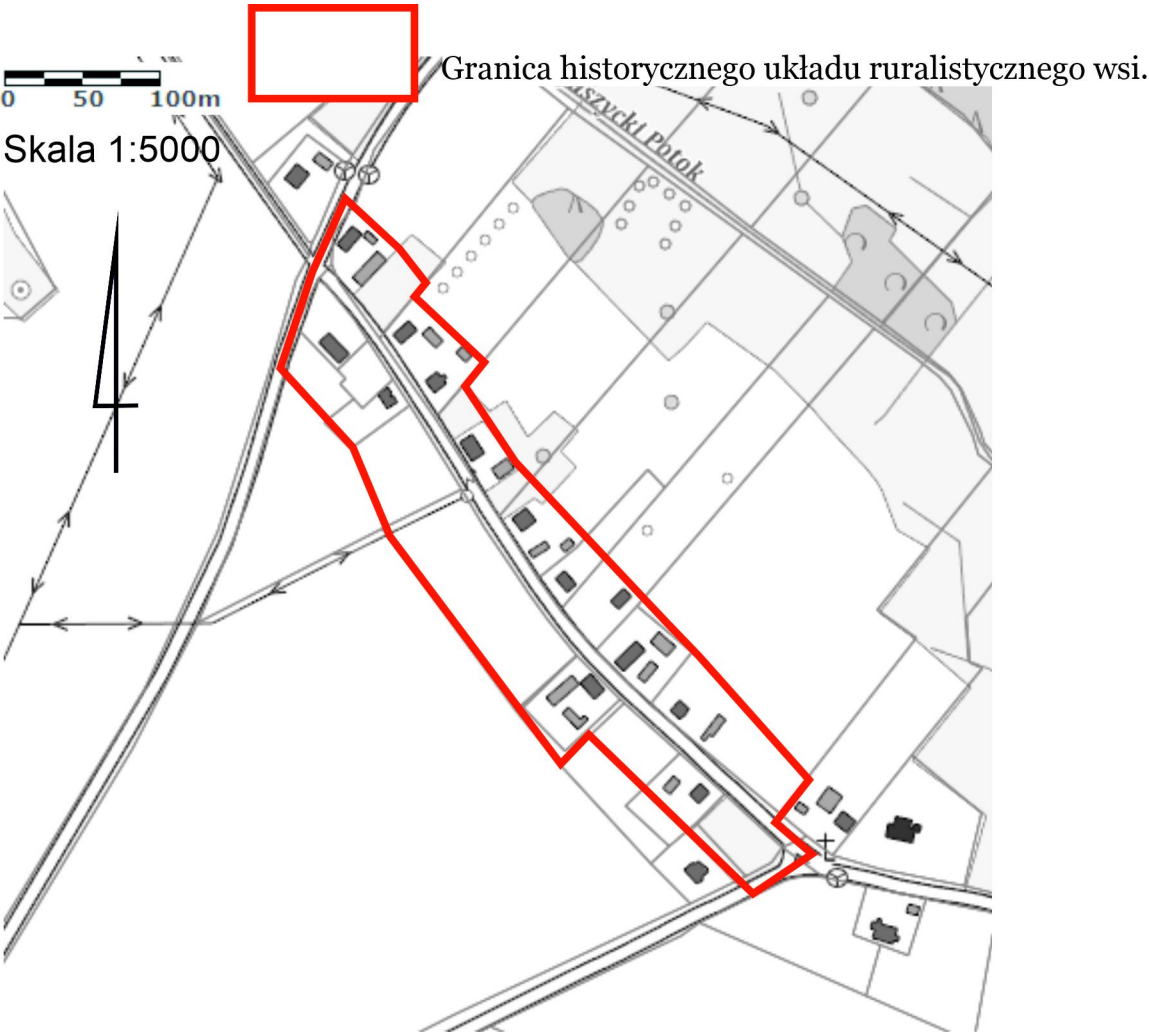 Granica historycznego układu ruralistycznego wsi.
0 50 100m
Skala 1:5000
Potok